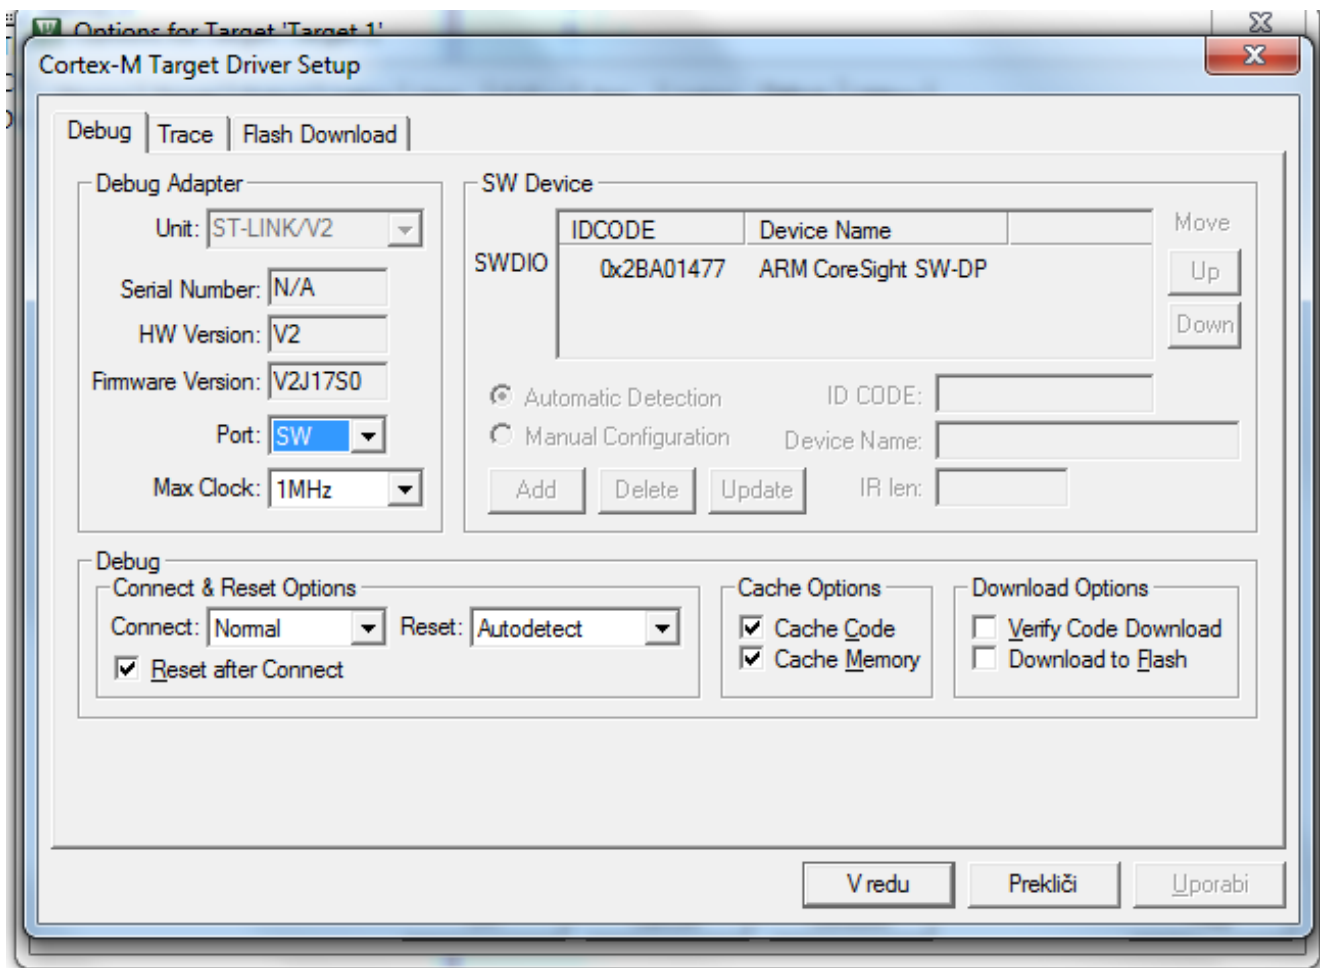 Options for Target 'Target 1'
Cortex-M Target Driver Setup
Debug Trace Flash Download
Debug Adapter
Unit: ST-LINK/V2
Serial Number: N/A
HW Version: V2
Firmware Version: V2J17S0
Port: SW
Max Clock: 1MHz
SW Device
IDCODE Device Name
SWDIO 0x2BA01477 ARM CoreSight SW-DP
Move
Up
Down
Automatic Detection ID CODE:
Manual Configuration Device Name:
Add Delete Update IR len:
Debug
Connect & Reset Options
Connect: Normal Reset: Autodetect
Reset after Connect
Cache Options
Cache Code
Cache Memory
Download Options
Verify Code Download
Download to Flash
V redu Prekliči Uporabi